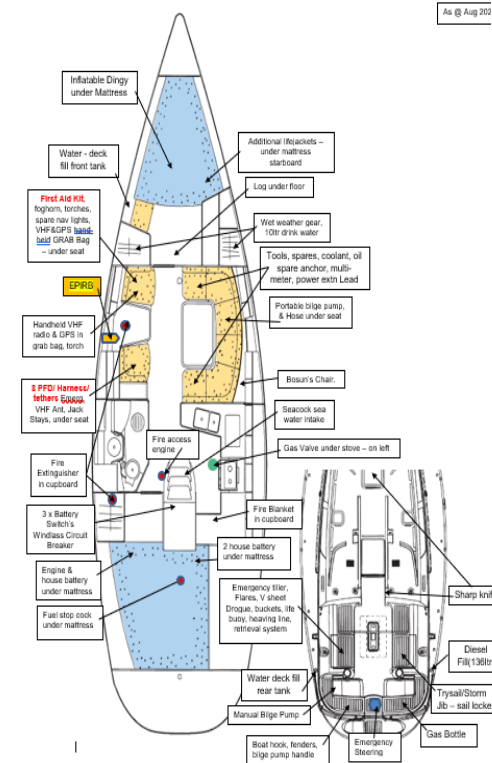 As @ Aug 202
Inflatable Dingy
under Mattress
Water - deck
fill front tank
Additional lifejackets –
under mattress
starboard
Log under floor
First Aid Kit,
foghorn, torches,
spare nav lights,
VHF&GPS hand-
held GRAB Bag
– under seat
Wet weather gear,
10ltr drink water
Tools, spares, coolant, oil
spare anchor, multi-
meter, power extn Lead
EPIRB
Portable bilge pump,
& Hose under seat
Handheld VHF
radio & GPS in
grab bag, torch
8 PFD/ Harness/
tethers Emerg
VHF Ant, Jack
Stays, under seat
Bosun's Chair.
Seacock sea
water intake
Fire access
engine
Gas Valve under stove – on left
Fire
Extinguisher
in cupboard
3 x Battery
Switch's
Windlass Circuit
Breaker
Fire Blanket
in cupboard
2 house battery
under mattress
Engine &
house battery
under mattress
Emergency tiller,
Flares, V sheet
Drogue, buckets, life
buoy, heaving line,
retrieval system
Sharp knif
Fuel stop cock
under mattress
Diesel
Fill(136ltr
Water deck fill
rear tank
Trysail/Storm
Jib – sail locke
Manual Bilge Pump
Gas Bottle
Boat hook, fenders,
bilge pump handle
Emergency
Steering